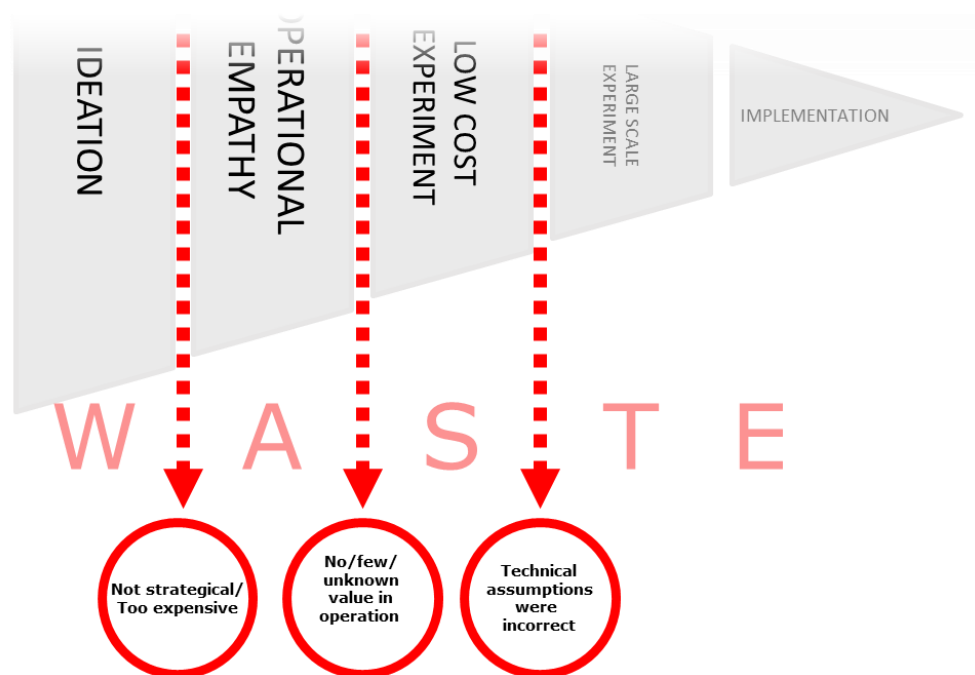 IDEATION
OPERATIONAL
EMPATHY
LOW COST
EXPERIMENT
LARGE SCALE
EXPERIMENT
IMPLEMENTATION
W A S T E
Not strategical/
Too expensive
No/few/
unknown
value in
operation
Technical
assumptions
were
incorrect